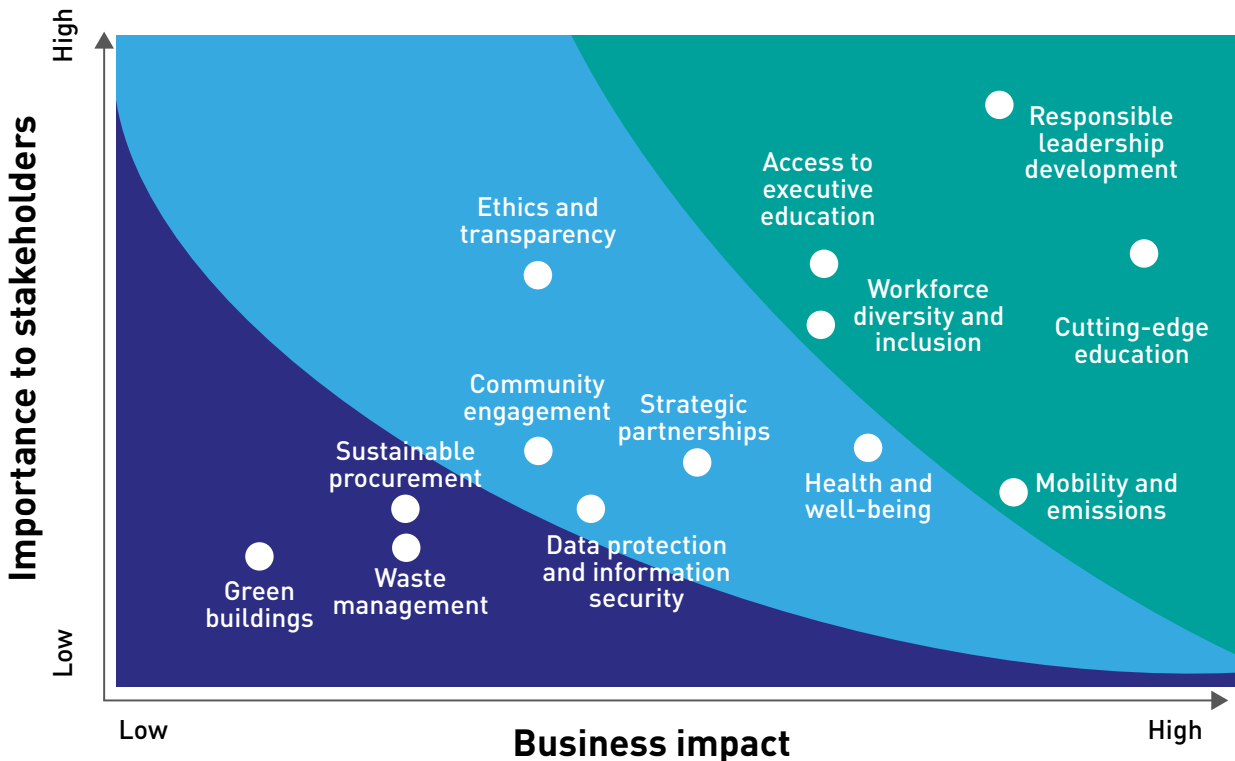 High
Importance to stakeholders
Low
Responsible
leadership
development
Access to
executive
education
Ethics and
transparency
Workforce
diversity and
inclusion
Cutting-edge
education
Community
engagement
Strategic
partnerships
Sustainable
procurement
Health and
well-being
Mobility and
emissions
Data protection
and information
security
Waste
management
Green
buildings
Low
High
Business impact